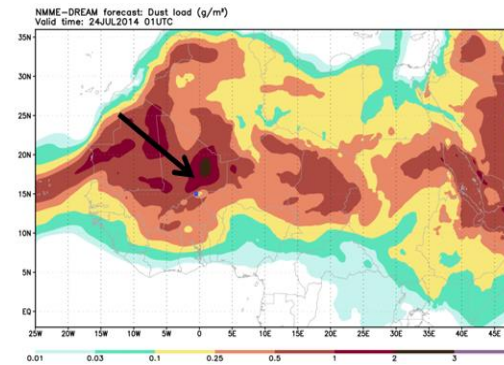 NMME-DREAM forecast: Dust load (g/m²)
Valid time: 24JUL2014 01UTC
35N
30N
25N
20N
15N
10N
5N
EQ
25W 20W 15W 10W 5W 0 5E 10E 15E 20E 25E 30E 35E 40E 45E
0.01 0.03 0.1 0.25 0.5 1 2 3